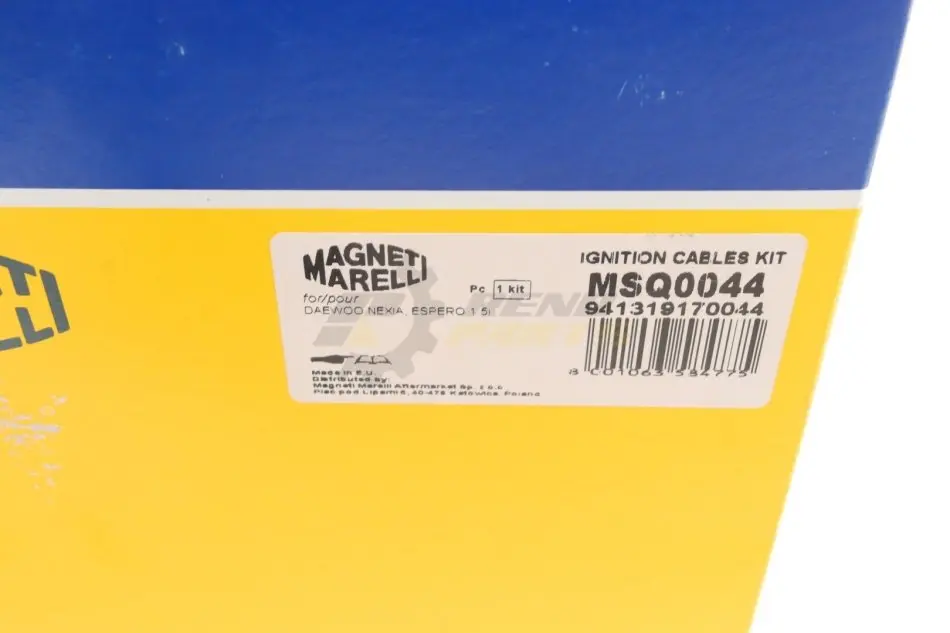 MAGNETI
MARELLI
for/pour
DAEWOO NEXIA, ESPERO 1.5i
Pc 1 kit
IGNITION CABLES KIT
MSQ0044
941319170044
Made in E.U.
Distributed by:
Magneti Marelli Aftermarket Sp. z o.o.
Plac pod Lipami 5, 40-476 Katowice, Poland